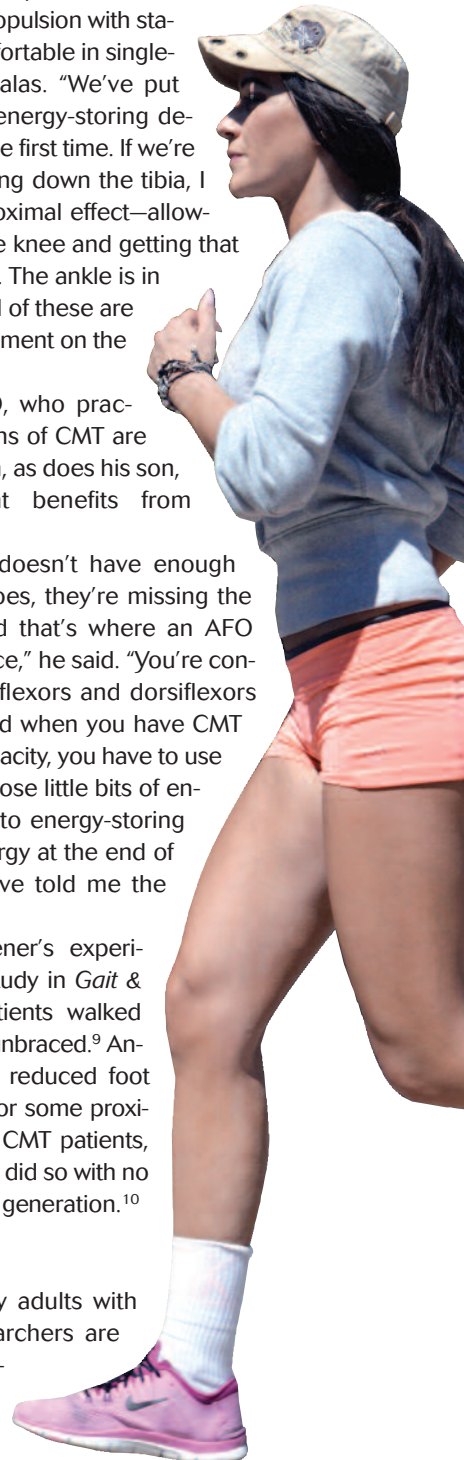 opulsion with sta-
fortable in single-
alas. “We’ve put
energy-storing de-
e first time. If we’re
ng down the tibia, I
oximal effect—allow-
e knee and getting that
. The ankle is in
l of these are
ment on the
, who prac-
ns of CMT are
, as does his son,
t benefits from
doesn’t have enough
pes, they’re missing the
d that’s where an AFO
ce,” he said. “You’re con-
flexors and dorsiflexors
d when you have CMT
pacity, you have to use
ose little bits of en-
to energy-storing
rgy at the end of
ve told me the
ener’s experi-
tudy in Gait &
tients walked
unbraced.⁹ An-
reduced foot
or some proxi-
CMT patients,
did so with no
generation.¹⁰
y adults with
archers are
-